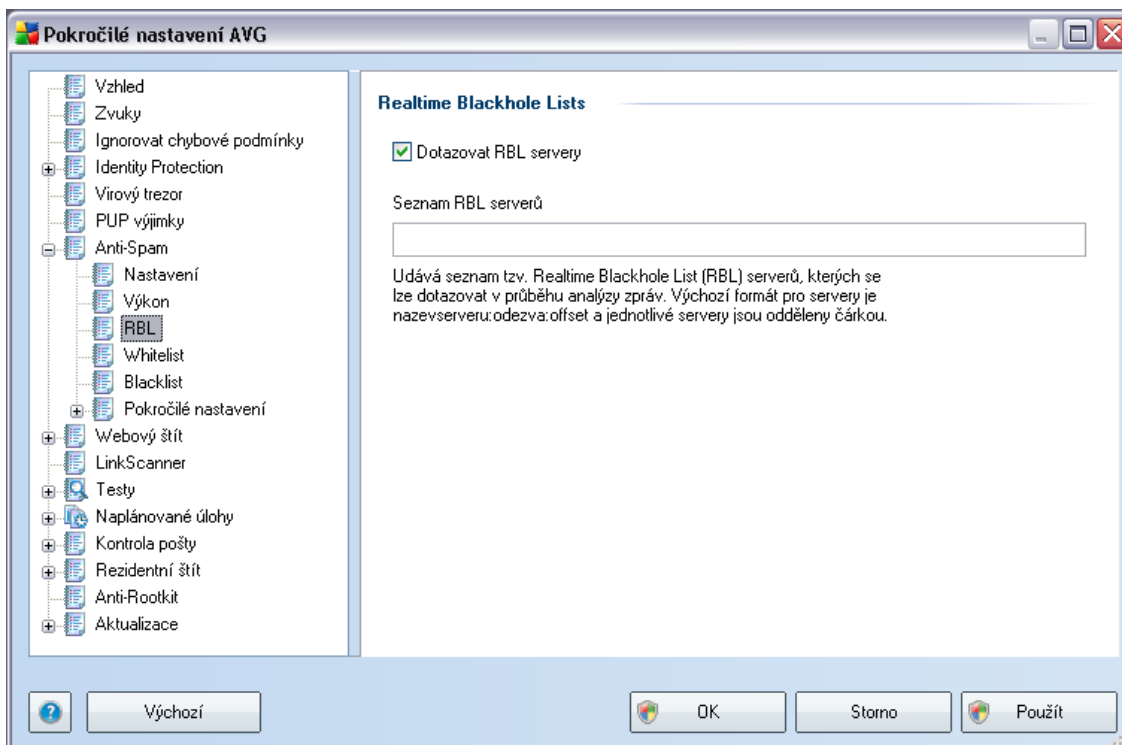 Pokročilé nastavení AVG
Vzhled
Zvuky
Ignorovat chybové podmínky
Identity Protection
Virový trezor
PUP výjimky
Anti-Spam
Nastavení
Výkon
RBL
Whitelist
Blacklist
Pokročilé nastavení
Webový štít
LinkScanner
Testy
Naplánované úlohy
Kontrola pošty
Rezidentní štít
Anti-Rootkit
Aktualizace
Realtime Blackhole Lists
Dotazovat RBL servery
Seznam RBL serverů
Udává seznam tzv. Realtime Blackhole List (RBL) serverů, kterých se
lze dotazovat v průběhu analýzy zpráv. Výchozí formát pro servery je
nazevserveru:odezva:offset a jednotlivé servery jsou odděleny čárkou.
Výchozí
OK
Storno
Použít